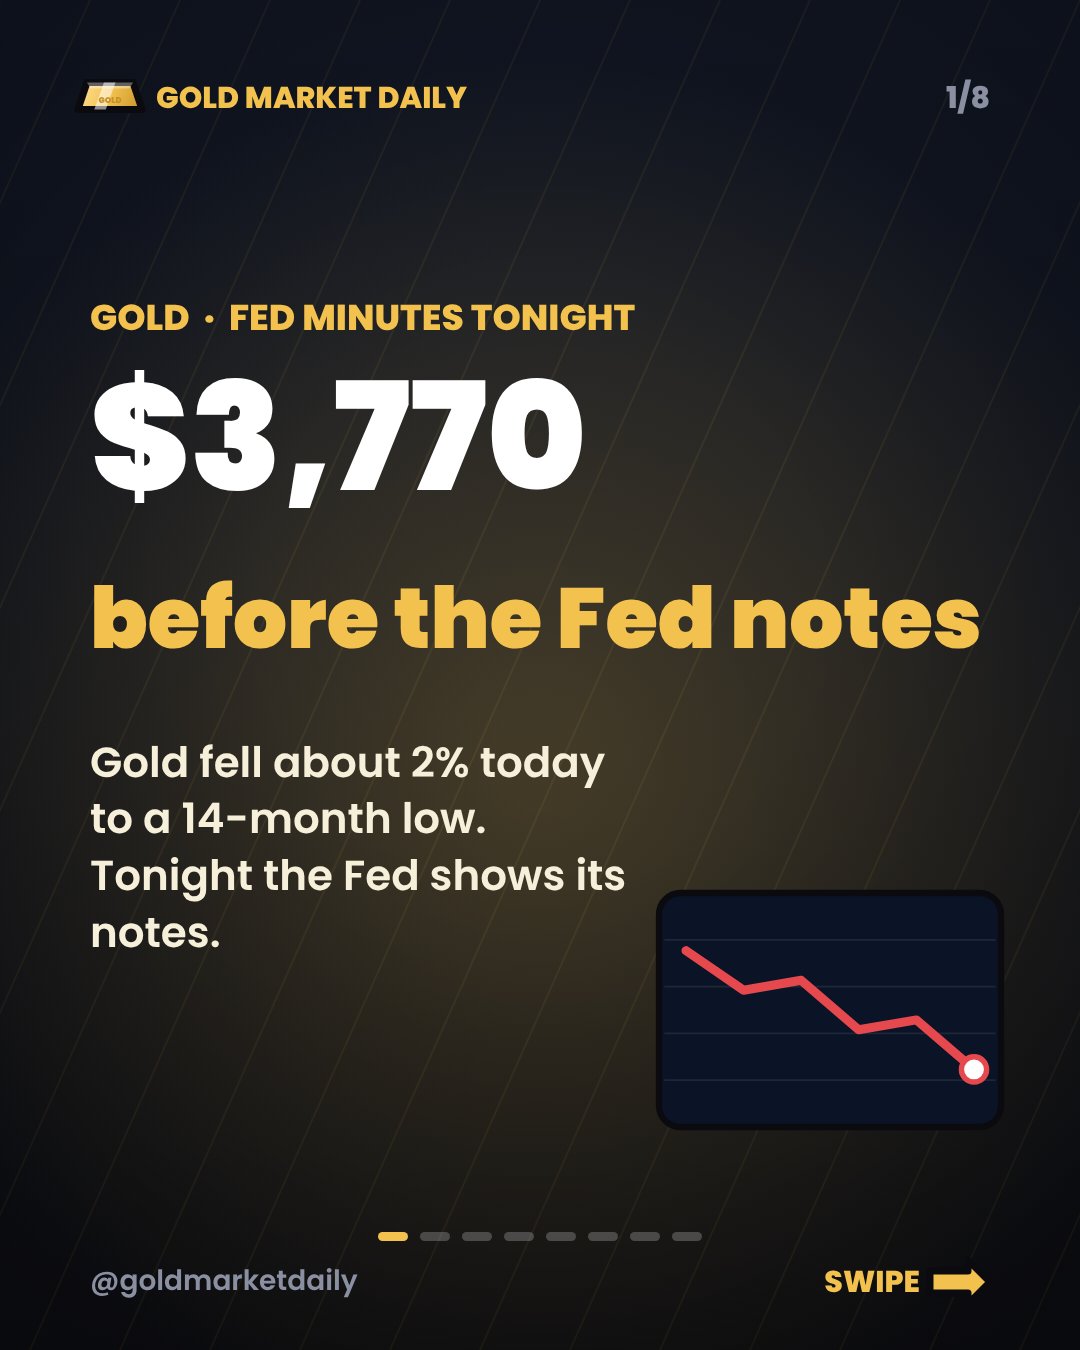 GOLD
GOLD MARKET DAILY
1/8
GOLD · FED MINUTES TONIGHT
$3,770
before the Fed notes
Gold fell about 2% today
to a 14-month low.
Tonight the Fed shows its
notes.
@goldmarketdaily
SWIPE